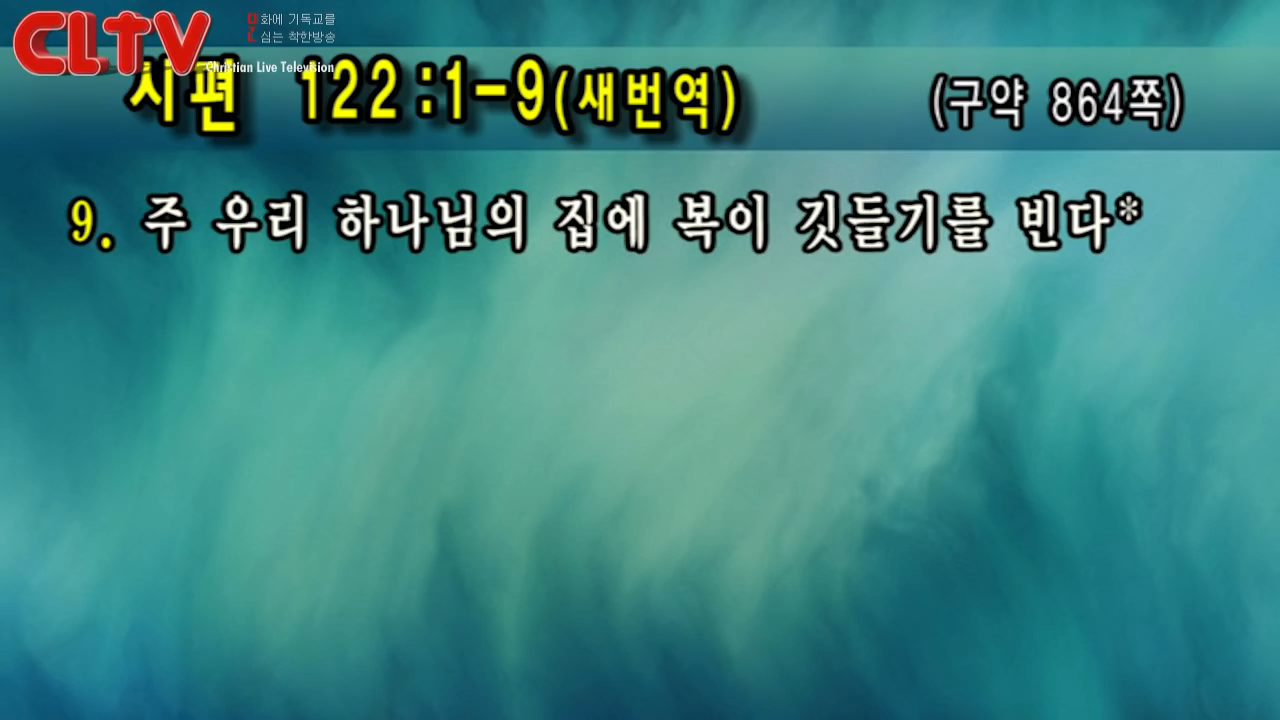 CLTV
문화에 기독교를
심는 착한방송
Christian Live Television
시편 122:1-9(새번역) (구약 864쪽)
9. 주 우리 하나님의 집에 복이 깃들기를 빈다*